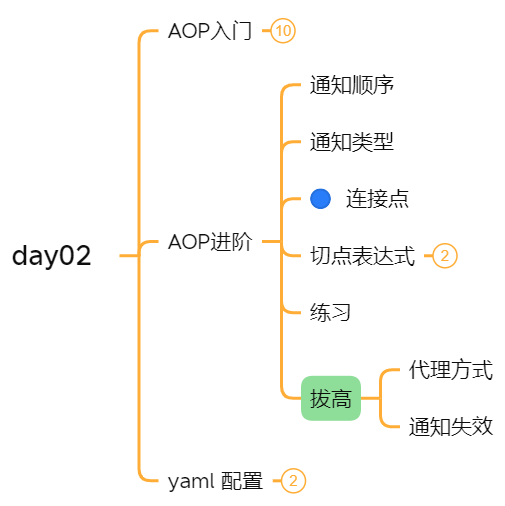 day02
AOP入门 10
AOP进阶
通知顺序
通知类型
连接点
切点表达式 2
练习
拔高
代理方式
通知失效
yaml 配置 2